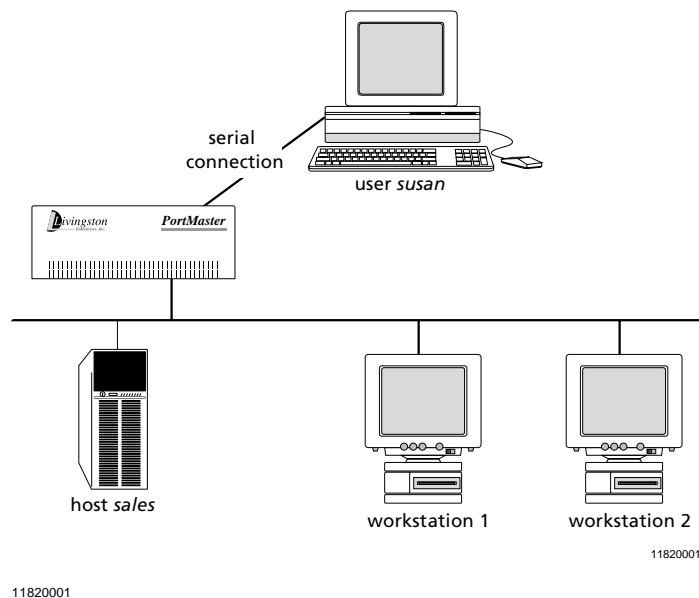 serial
connection
user susan
Livingston
Enterprises, Inc.
PortMaster
host sales
workstation 1
workstation 2
11820001
11820001